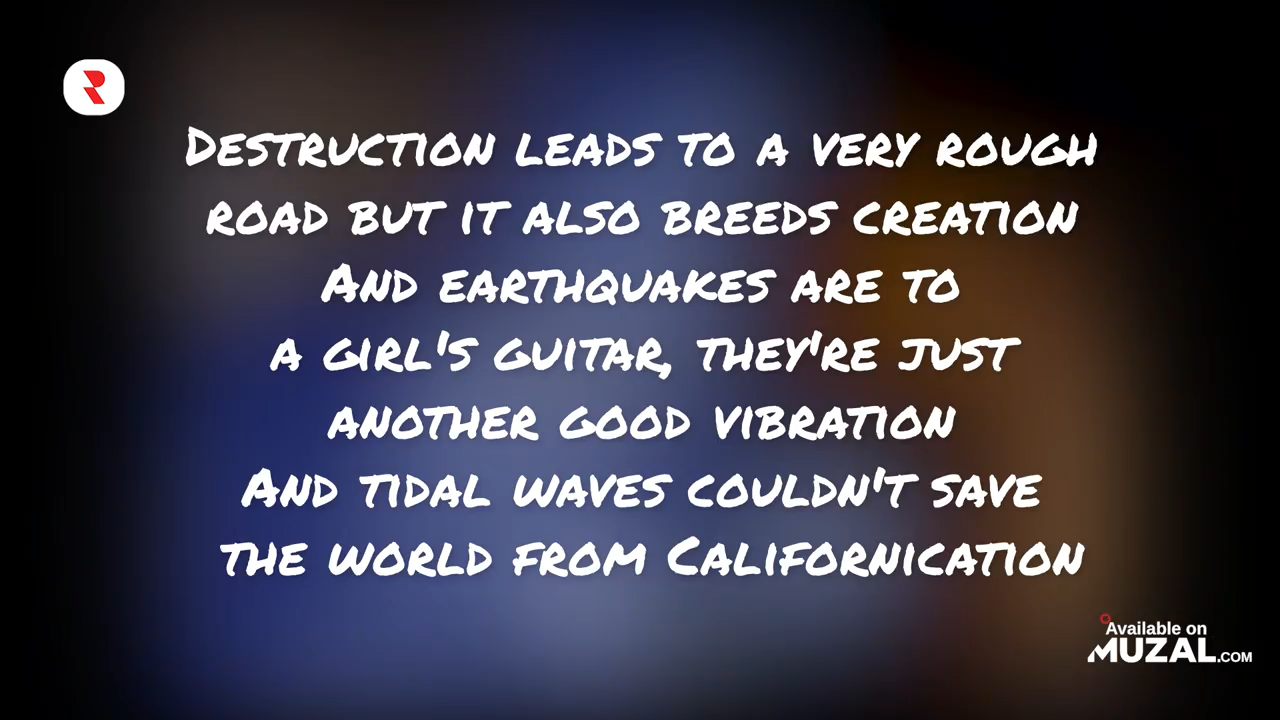 Destruction leads to a very rough
road but it also breeds creation
And earthquakes are to
a girl's guitar, they're just
another good vibration
And tidal waves couldn't save
the world from Californication
Available on
MUZAL.COM